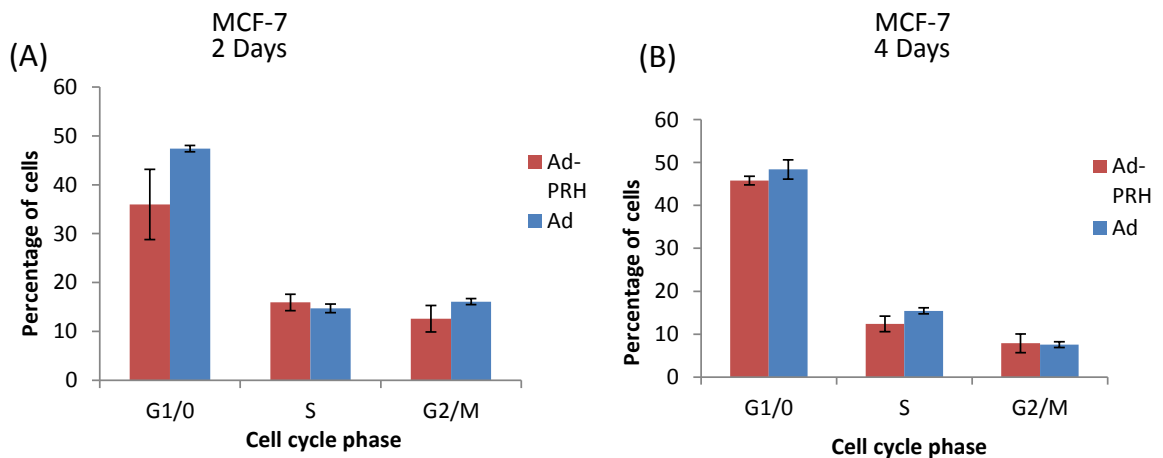 MCF-7
2 Days
(A)
60
50
40
30
20
10
0
Percentage of cells
G1/0 S G2/M
Cell cycle phase
Ad-
PRH
Ad
MCF-7
4 Days
(B)
60
50
40
30
20
10
0
Percentage of cells
G1/0 S G2/M
Cell cycle phase
Ad-
PRH
Ad